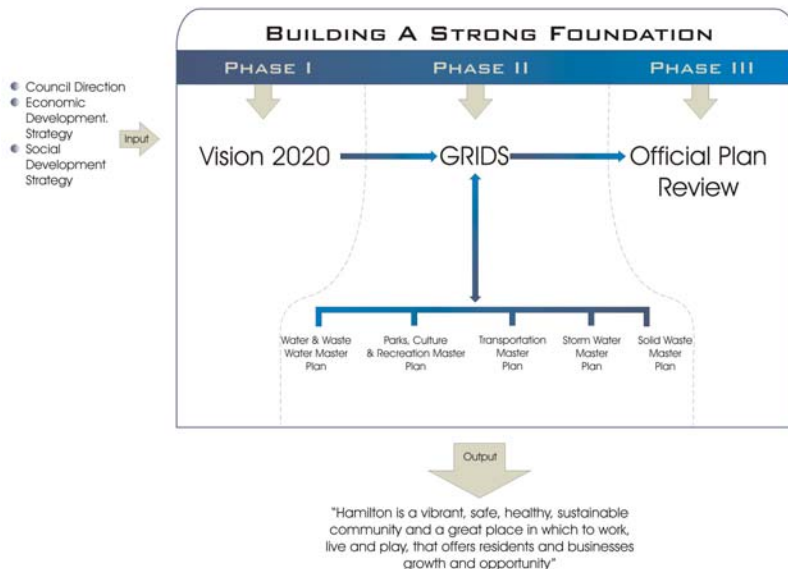 BUILDING A STRONG FOUNDATION
PHASE I
PHASE II
PHASE III
Council Direction
Economic
Development.
Strategy
Social
Development
Strategy
Input
Vision 2020
GRIDS
Official Plan
Review
Water & Waste
Water Master
Plan
Parks, Culture
& Recreation Master
Plan
Transportation
Master
Plan
Storm Water
Master
Plan
Solid Waste
Master
Plan
Output
"Hamilton is a vibrant, safe, healthy, sustainable
community and a great place in which to work,
live and play, that offers residents and businesses
growth and opportunity"